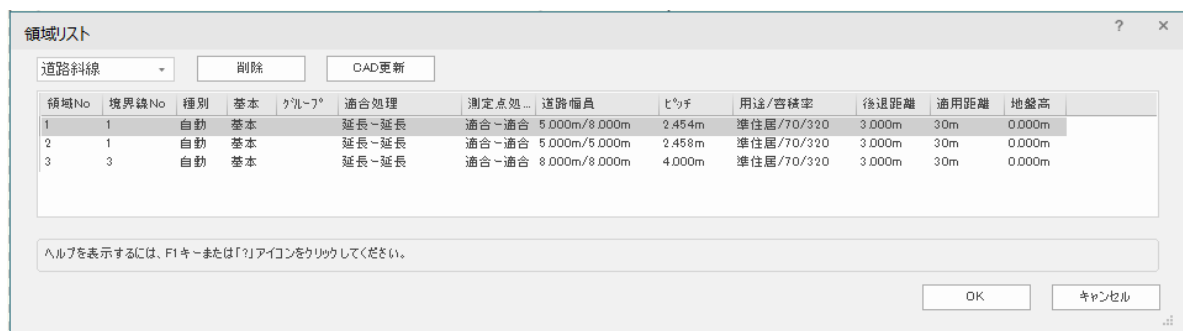 領域リスト ? ×
道路斜線 削除 CAD更新
領域No 境界線No 種別 基本 グループ 適合処理 測定点処... 道路幅員 ピッチ 用途/容積率 後退距離 適用距離 地盤高
1 1 自動 基本 延長~延長 適合~適合 5.000m/8.000m 2.454m 準住居/70/320 3.000m 30m 0.000m
2 1 自動 基本 延長~延長 適合~適合 5.000m/5.000m 2.458m 準住居/70/320 3.000m 30m 0.000m
3 3 自動 基本 延長~延長 適合~適合 8.000m/8.000m 4.000m 準住居/70/320 3.000m 30m 0.000m
ヘルプを表示するには、F1キーまたは「?」アイコンをクリックしてください。
OK キャンセル